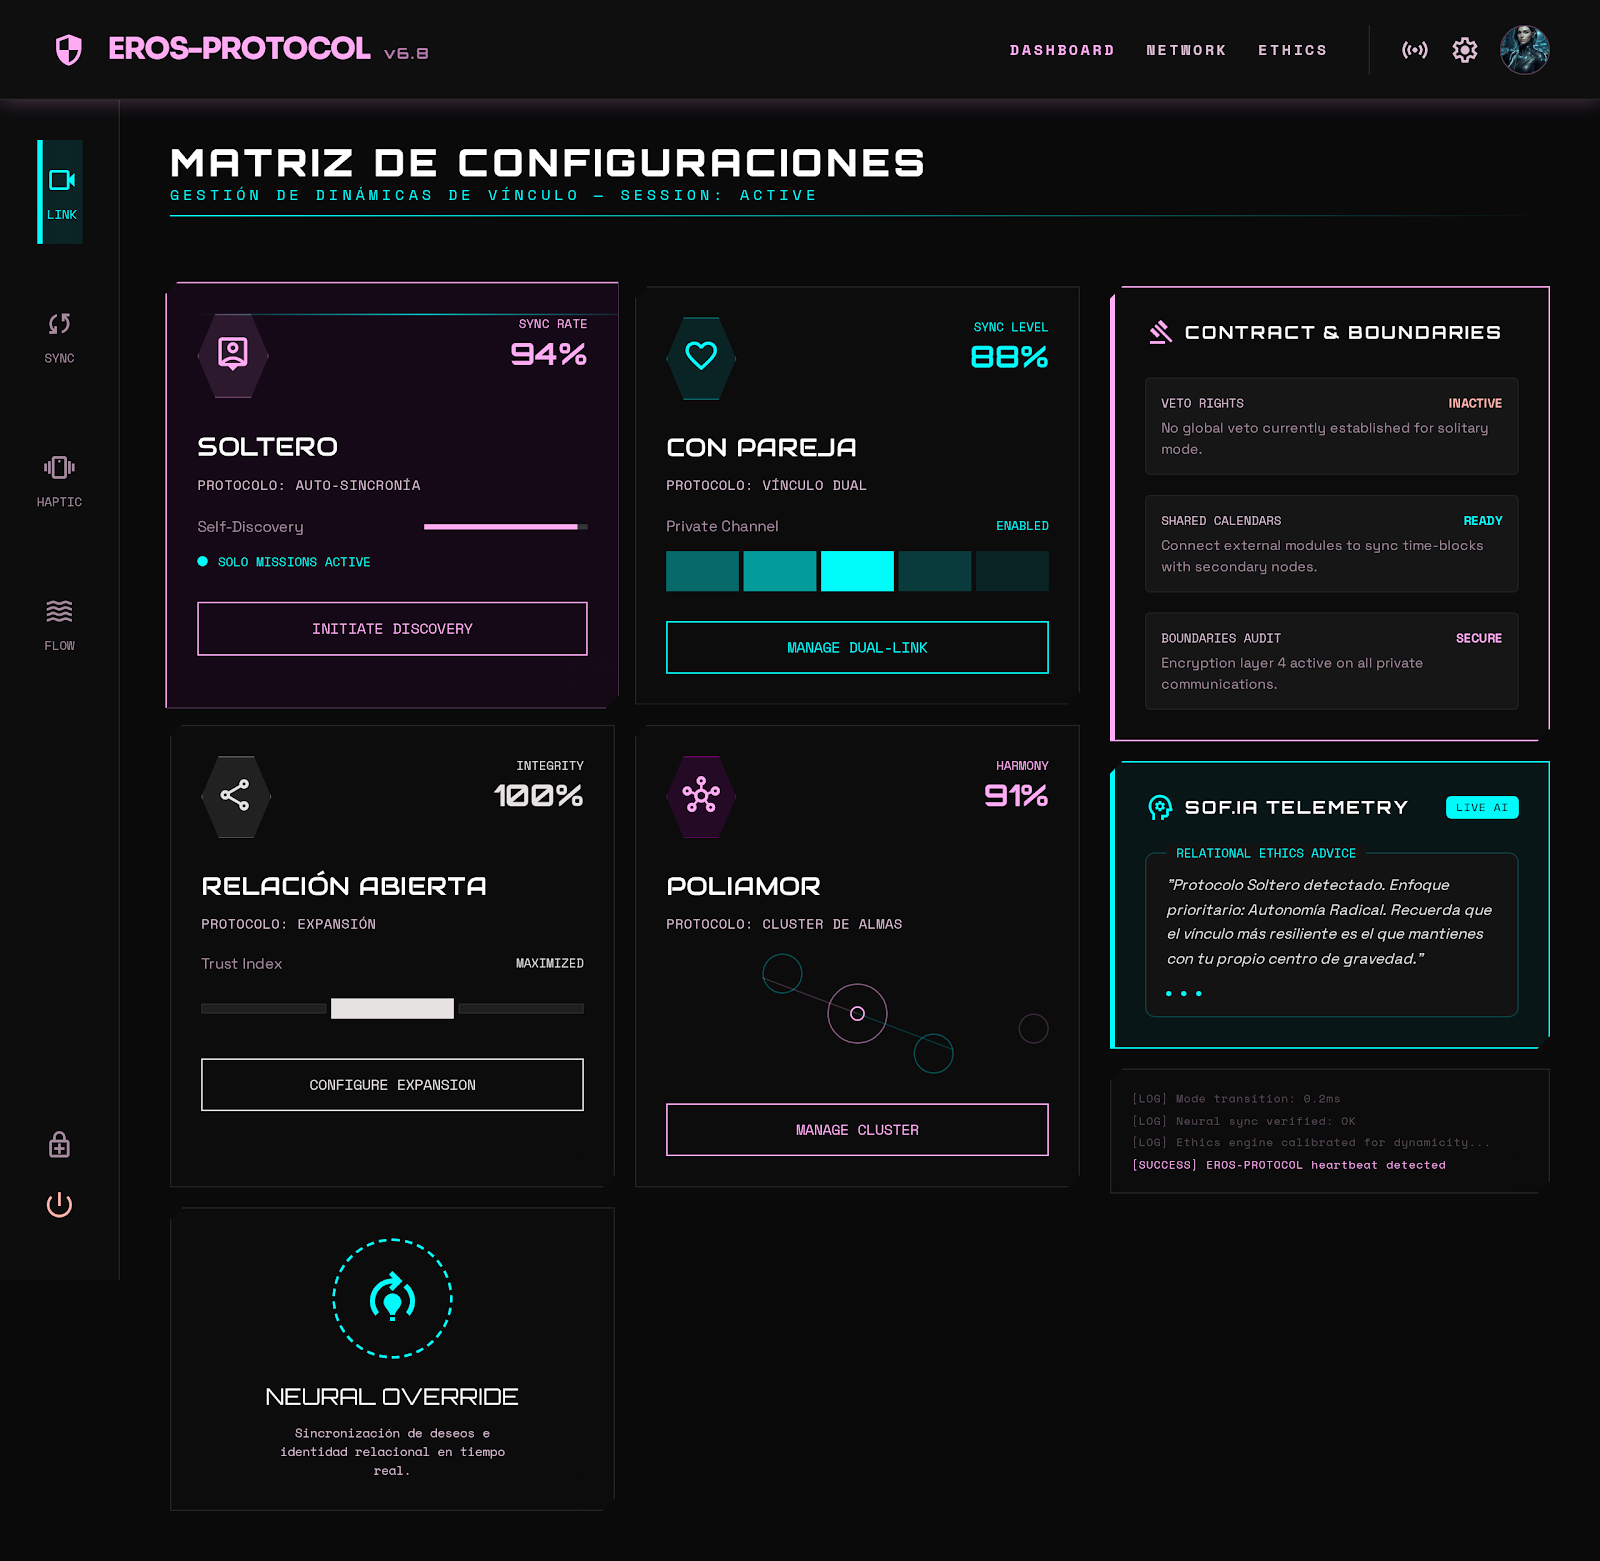 EROS-PROTOCOL v6.8
DASHBOARD NETWORK ETHICS
LINK
SYNC
HAPTIC
FLOW
MATRIZ DE CONFIGURACIONES
GESTIÓN DE DINÁMICAS DE VÍNCULO — SESSION: ACTIVE
SYNC RATE
94%
SOLTERO
PROTOCOLO: AUTO-SINCRONÍA
Self-Discovery
SOLO MISSIONS ACTIVE
INITIATE DISCOVERY
SYNC LEVEL
88%
CON PAREJA
PROTOCOLO: VÍNCULO DUAL
Private Channel ENABLED
MANAGE DUAL-LINK
INTEGRITY
100%
RELACIÓN ABIERTA
PROTOCOLO: EXPANSIÓN
Trust Index MAXIMIZED
CONFIGURE EXPANSION
HARMONY
91%
POLIAMOR
PROTOCOLO: CLUSTER DE ALMAS
MANAGE CLUSTER
NEURAL OVERRIDE
Sincronización de deseos e
identidad relacional en tiempo
real.
CONTRACT & BOUNDARIES
VETO RIGHTS INACTIVE
No global veto currently established for solitary
mode.
SHARED CALENDARS READY
Connect external modules to sync time-blocks
with secondary nodes.
BOUNDARIES AUDIT SECURE
Encryption layer 4 active on all private
communications.
SOF.IA TELEMETRY LIVE AI
RELATIONAL ETHICS ADVICE
"Protocolo Soltero detectado. Enfoque
prioritario: Autonomía Radical. Recuerda que
el vínculo más resiliente es el que mantienes
con tu propio centro de gravedad."
[LOG] Mode transition: 0.2ms
[LOG] Neural sync verified: OK
[LOG] Ethics engine calibrated for dynamicity...
[SUCCESS] EROS-PROTOCOL heartbeat detected